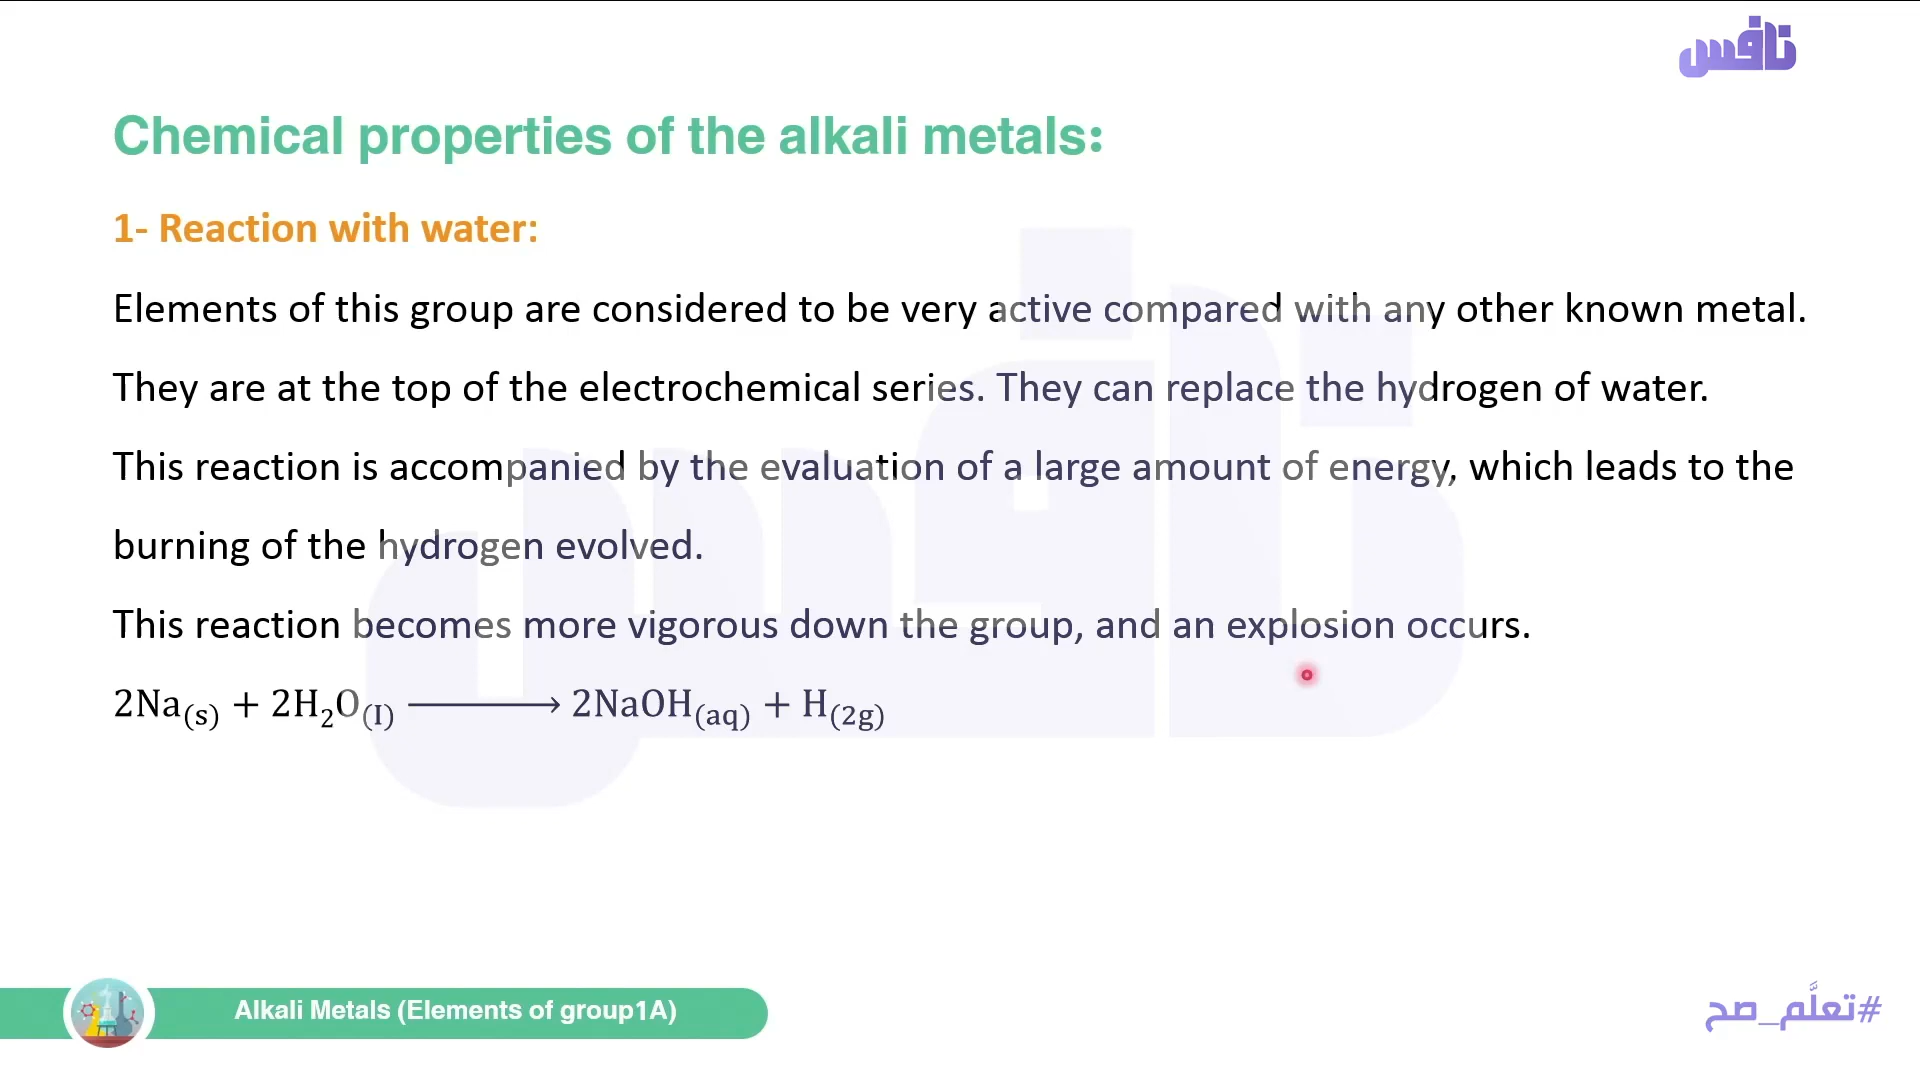 نافس
Chemical properties of the alkali metals:
1- Reaction with water:
Elements of this group are considered to be very active compared with any other known metal.
They are at the top of the electrochemical series. They can replace the hydrogen of water.
This reaction is accompanied by the evaluation of a large amount of energy, which leads to the
burning of the hydrogen evolved.
This reaction becomes more vigorous down the group, and an explosion occurs.
2Na(s) + 2H₂O(I) ⟶ 2NaOH(aq) + H(2g)
Alkali Metals (Elements of group1A)
#تعلَّم_صح